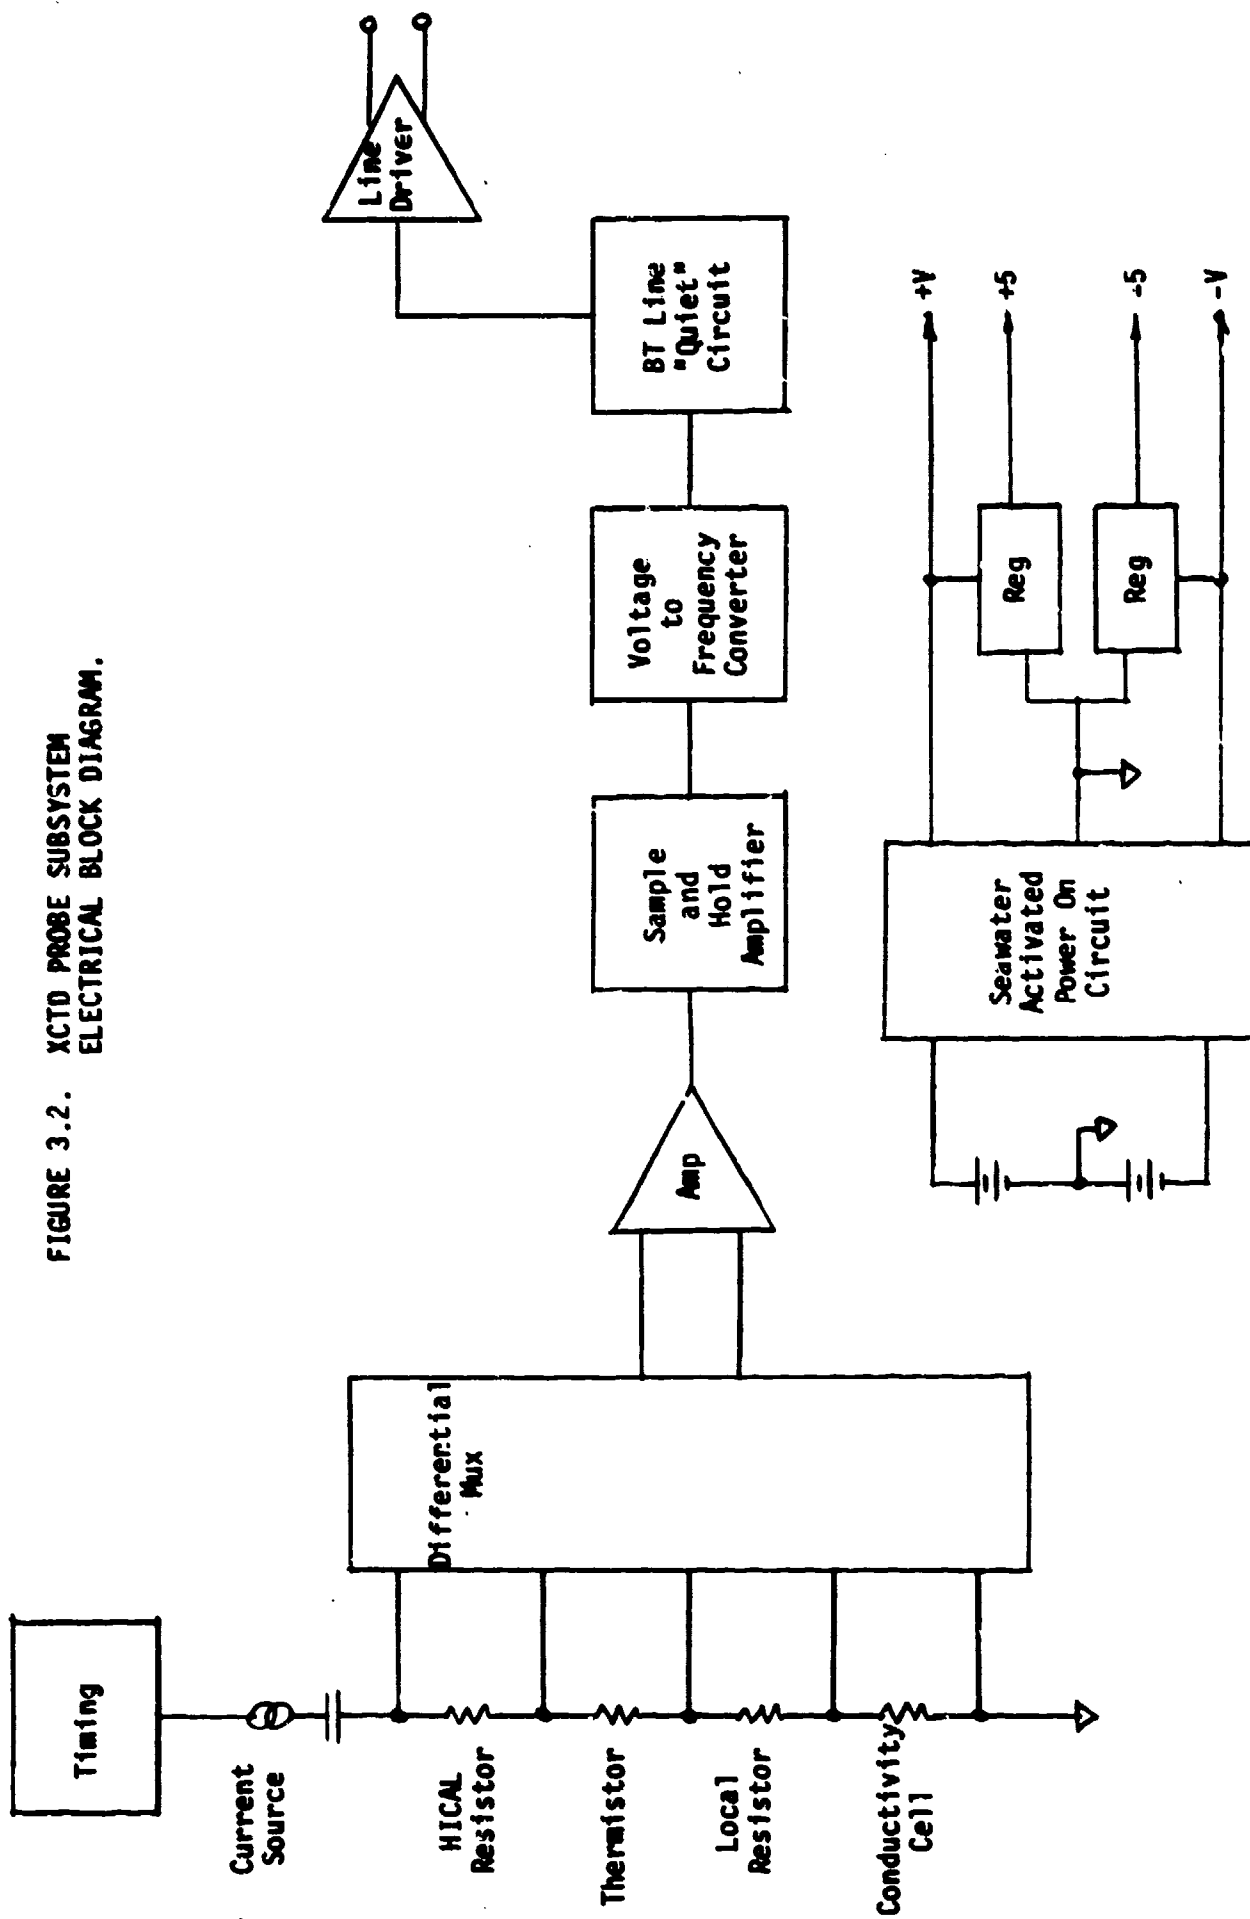 FIGURE 3.2. XCTD PROBE SUBSYSTEM
ELECTRICAL BLOCK DIAGRAM.
Timing
Current
Source
HICAL
Resistor
Thermistor
Local
Resistor
Conductivity
Cell
Differential
Mux
Amp
Sample
and
Hold
Amplifier
Voltage
to
Frequency
Converter
BT Line
"Quiet"
Circuit
Line
Driver
Seawater
Activated
Power On
Circuit
Reg
Reg
+V
+5
-5
-V